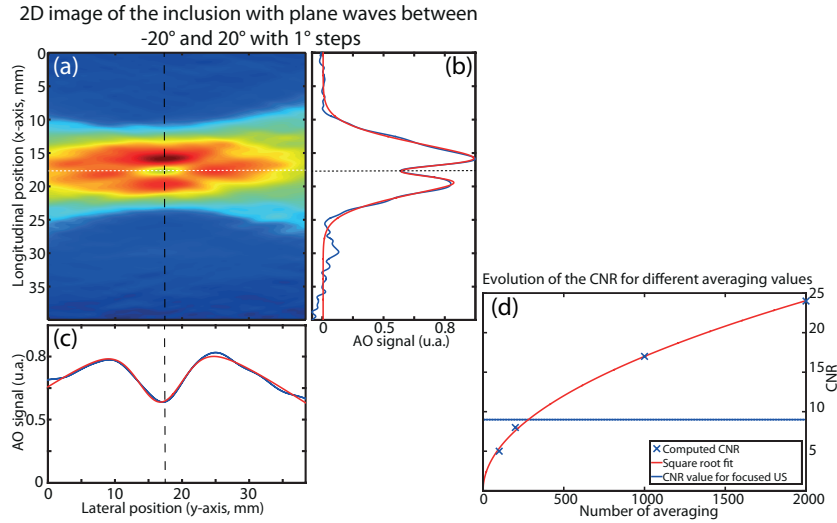 2D image of the inclusion with plane waves between
-20° and 20° with 1° steps
(a)
(b)
Longitudinal position (x-axis, mm)
0
5
10
15
20
25
30
35
0 0.5 0.8
AO signal (u.a.)
(c)
AO signal (u.a.)
0.8
0.5
0 10 17 25 30
Lateral position (y-axis, mm)
Evolution of the CNR for different averaging values
(d)
25
20
15
10
5
CNR
Computed CNR
Square root fit
CNR value for focused US
0 500 1000 1500 2000
Number of averaging